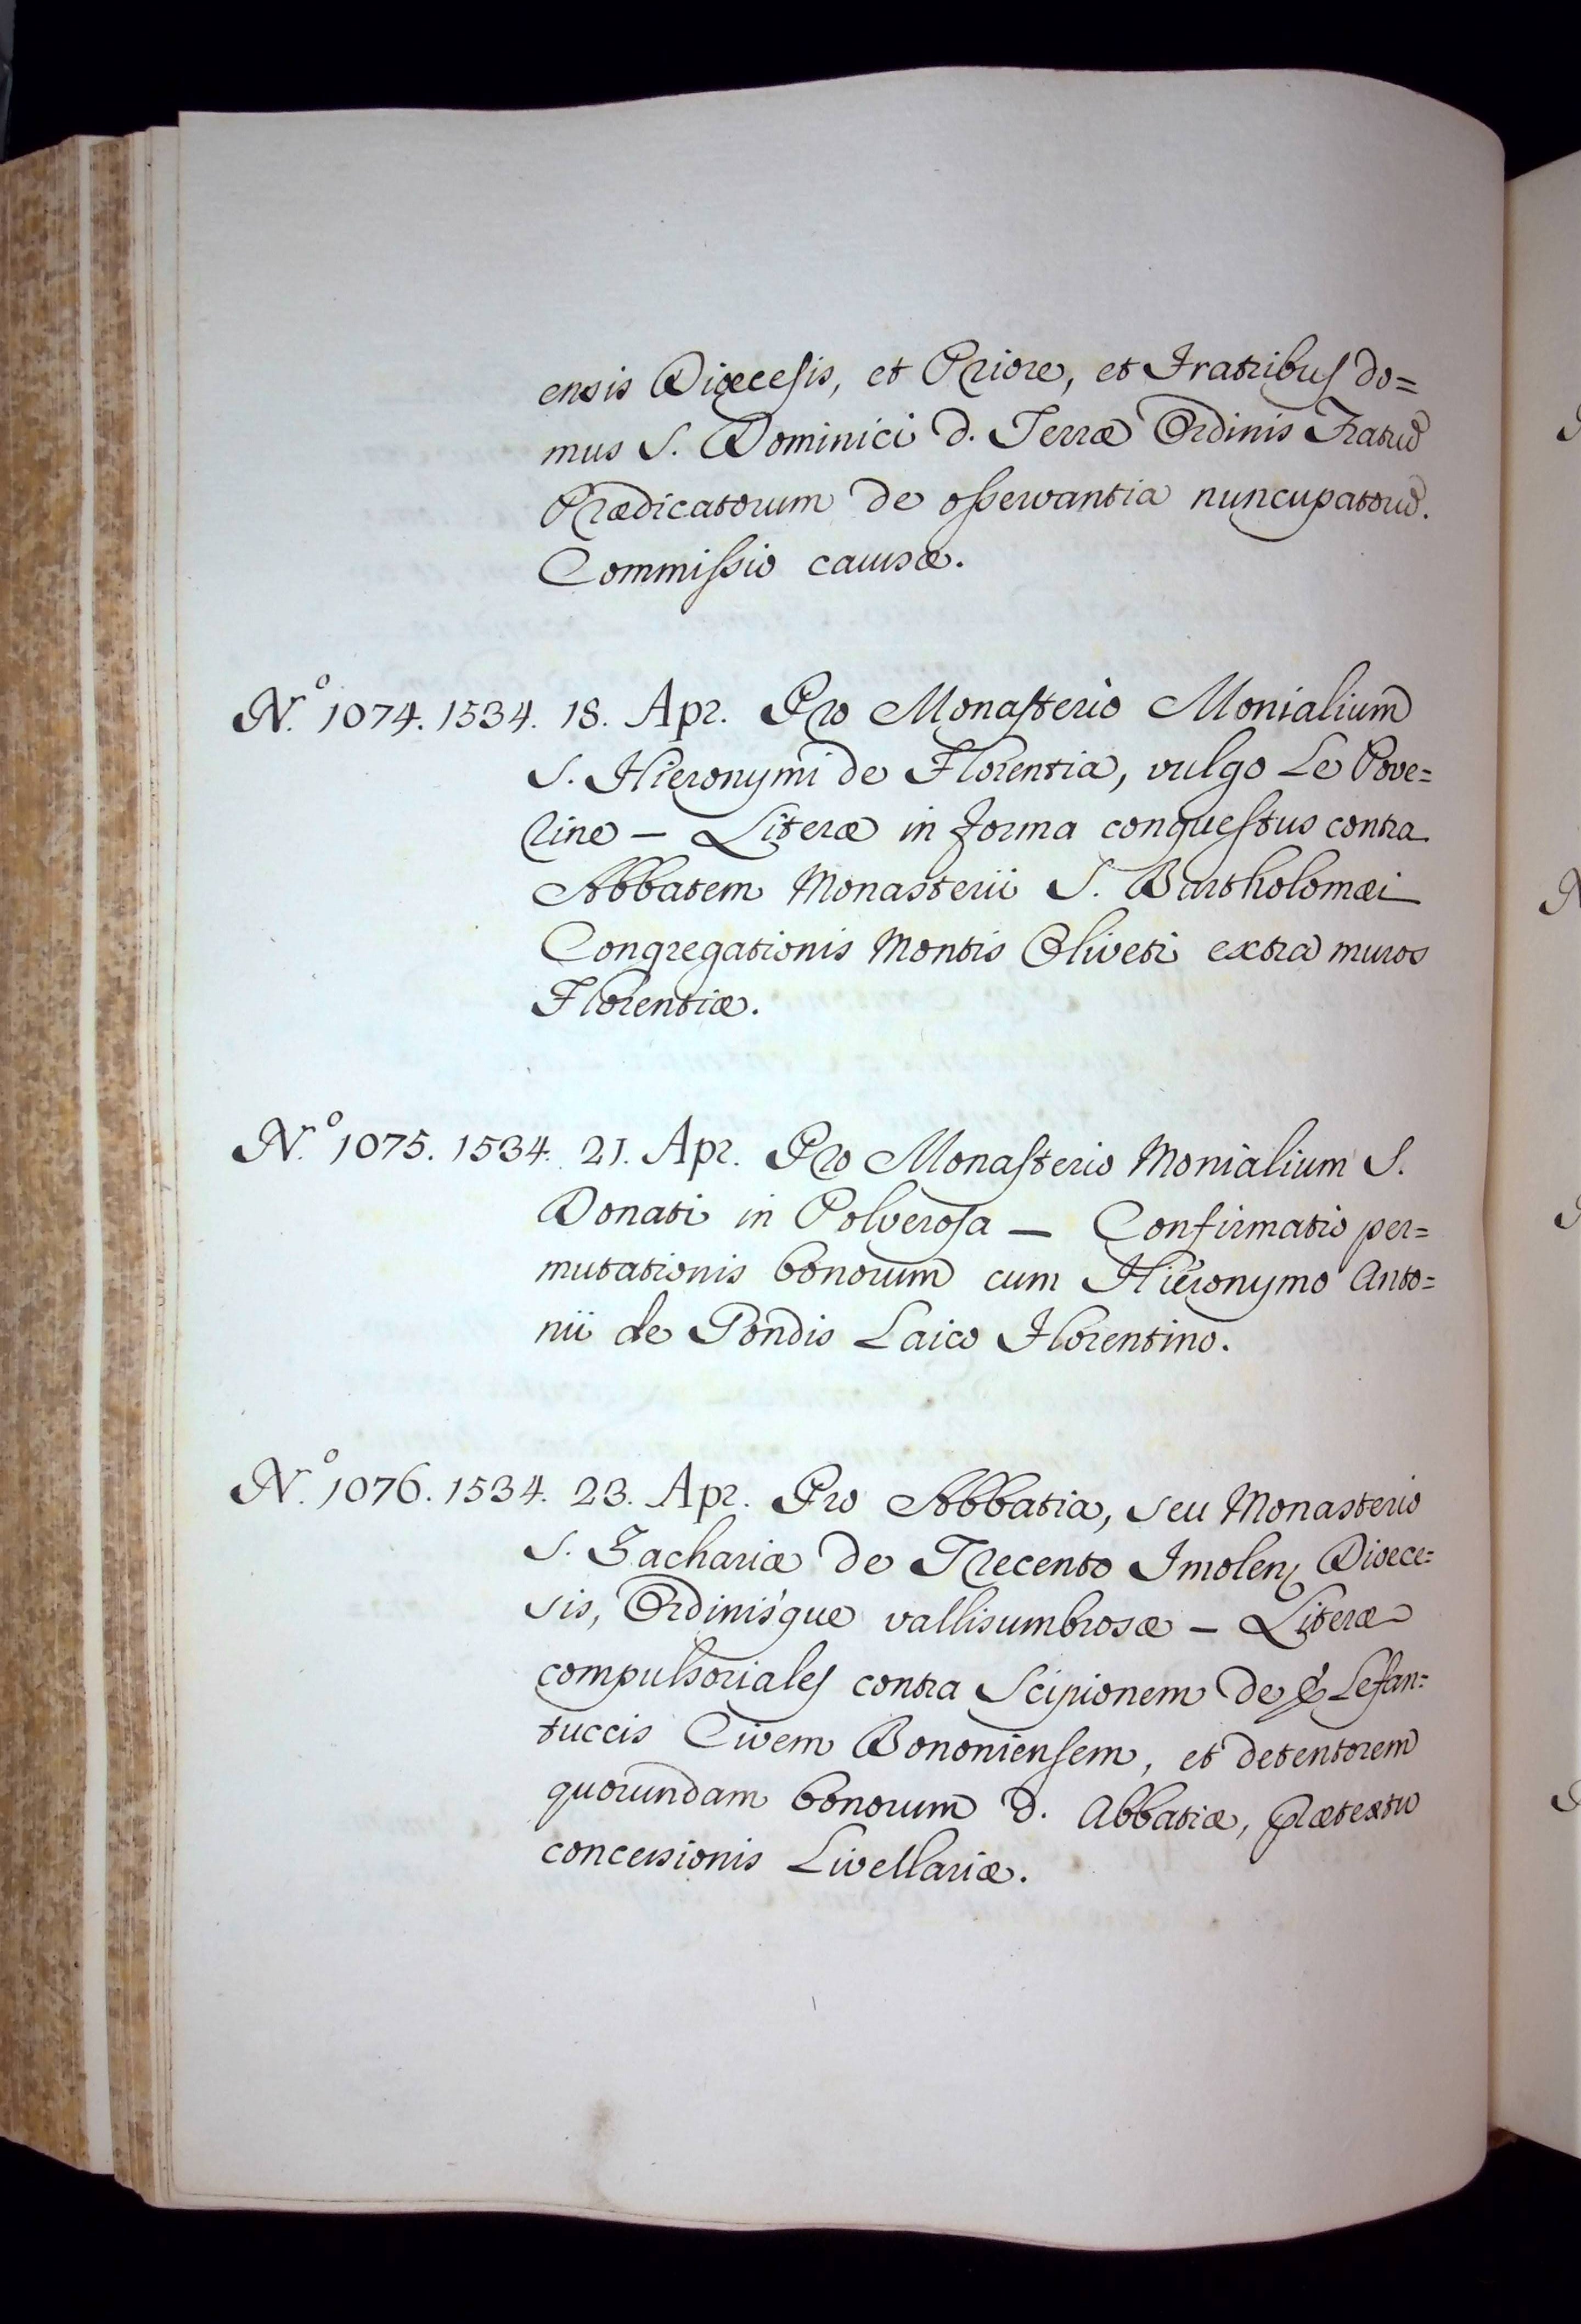 ensis Diœcesis, et Priore, et Fratribus do=
mus S. Dominici d. Terræ Ordinis Fratrũ
Prædicatorum de osservantia nuncupatorũ.
Commissio causæ.
N.º 1074. 1534. 18. Apr. Pro Monasterio Monialium
S. Hieronymi de Florentia, vulgo Le Pove=
rine — Literæ in forma conquestus contra
Abbatem Monasterii S. Bartholomæi
Congregationis Montis Oliveti extra muros
Florentiæ.
N.º 1075. 1534. 21. Apr. Pro Monasterio Monialium S.
Donati in Polverosa — Confirmatio per=
mutationis bonorum cum Hieronymo Anto=
nii de Pondis Laico Florentino.
N.º 1076. 1534. 23. Apr. Pro Abbatia, seu Monasterio
S. Zachariæ de Trecento Imolen. Diœce=
sis, Ordinisque vallisumbrosæ — Literæ
compulsoriales contra Scipionem de Lefan=
tuccis Civem Bononiensem, et detentorem
quorundam bonorum d. Abbatiæ, prætextu
concessionis Livellariæ.